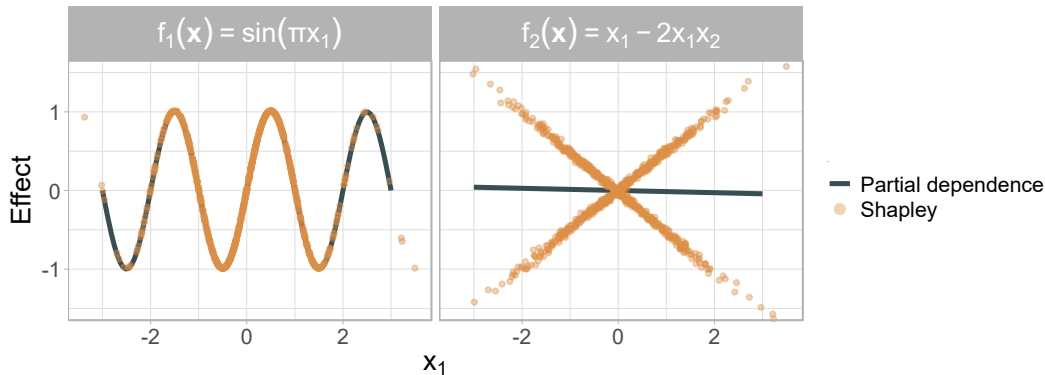 f₁(𝐱) = sin(πx₁)
f₂(𝐱) = x₁ − 2x₁x₂
1
0
-1
Effect
-2
0
2
-2
0
2
x₁
Partial dependence
Shapley